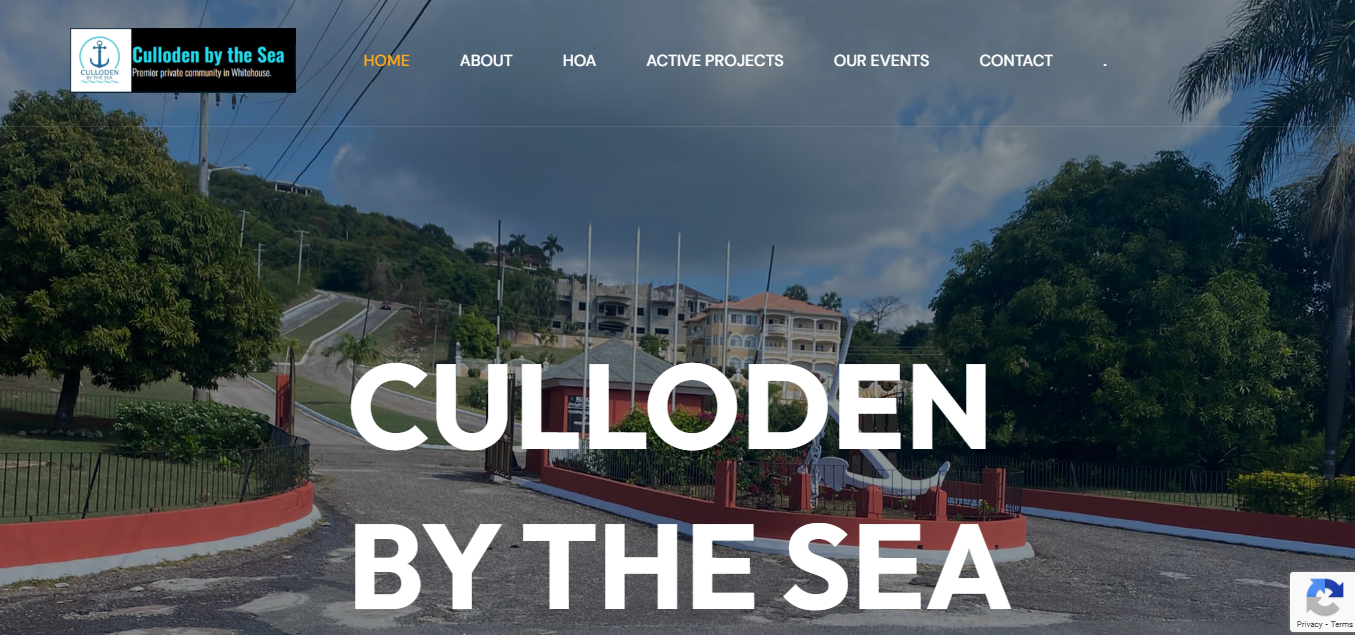 Culloden by the Sea
Premier private community in Whitehouse.
CULLODEN
BY THE SEA
HOME
ABOUT
HOA
ACTIVE PROJECTS
OUR EVENTS
CONTACT
.
CULLODEN
BY THE SEA
Privacy - Terms